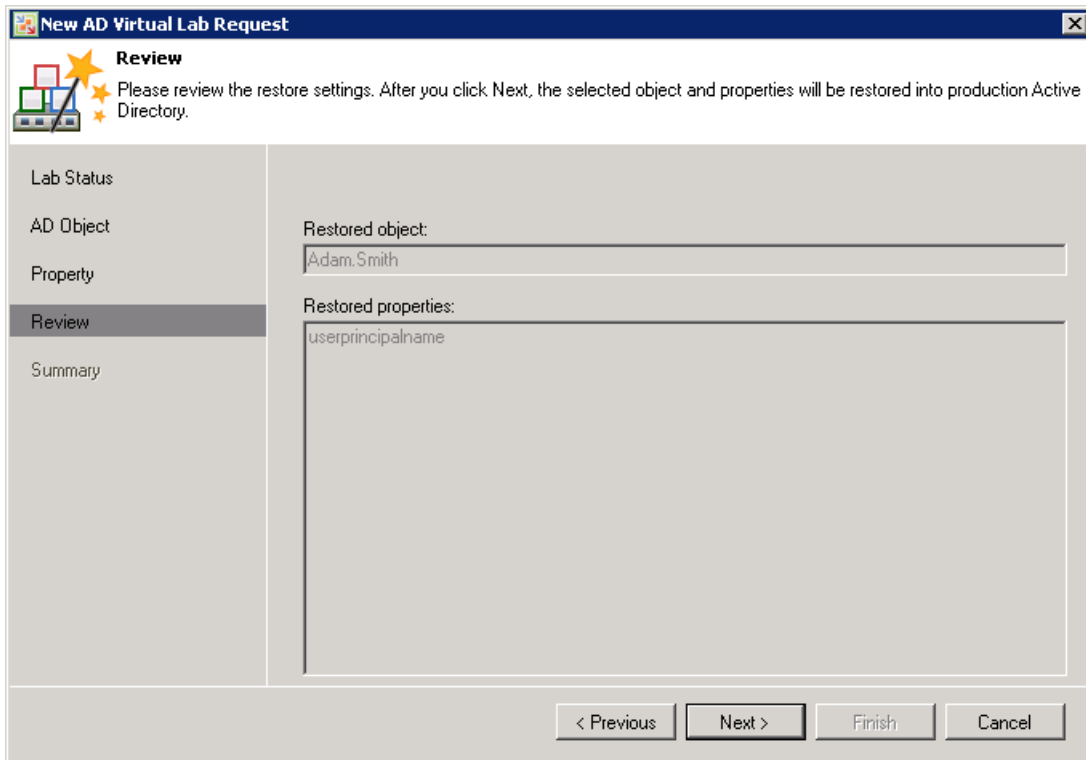 New AD Virtual Lab Request
Review
Please review the restore settings. After you click Next, the selected object and properties will be restored into production Active
Directory.
Lab Status
AD Object
Property
Review
Summary
Restored object:
Adam.Smith
Restored properties:
userprincipalname
< Previous
Next >
Finish
Cancel